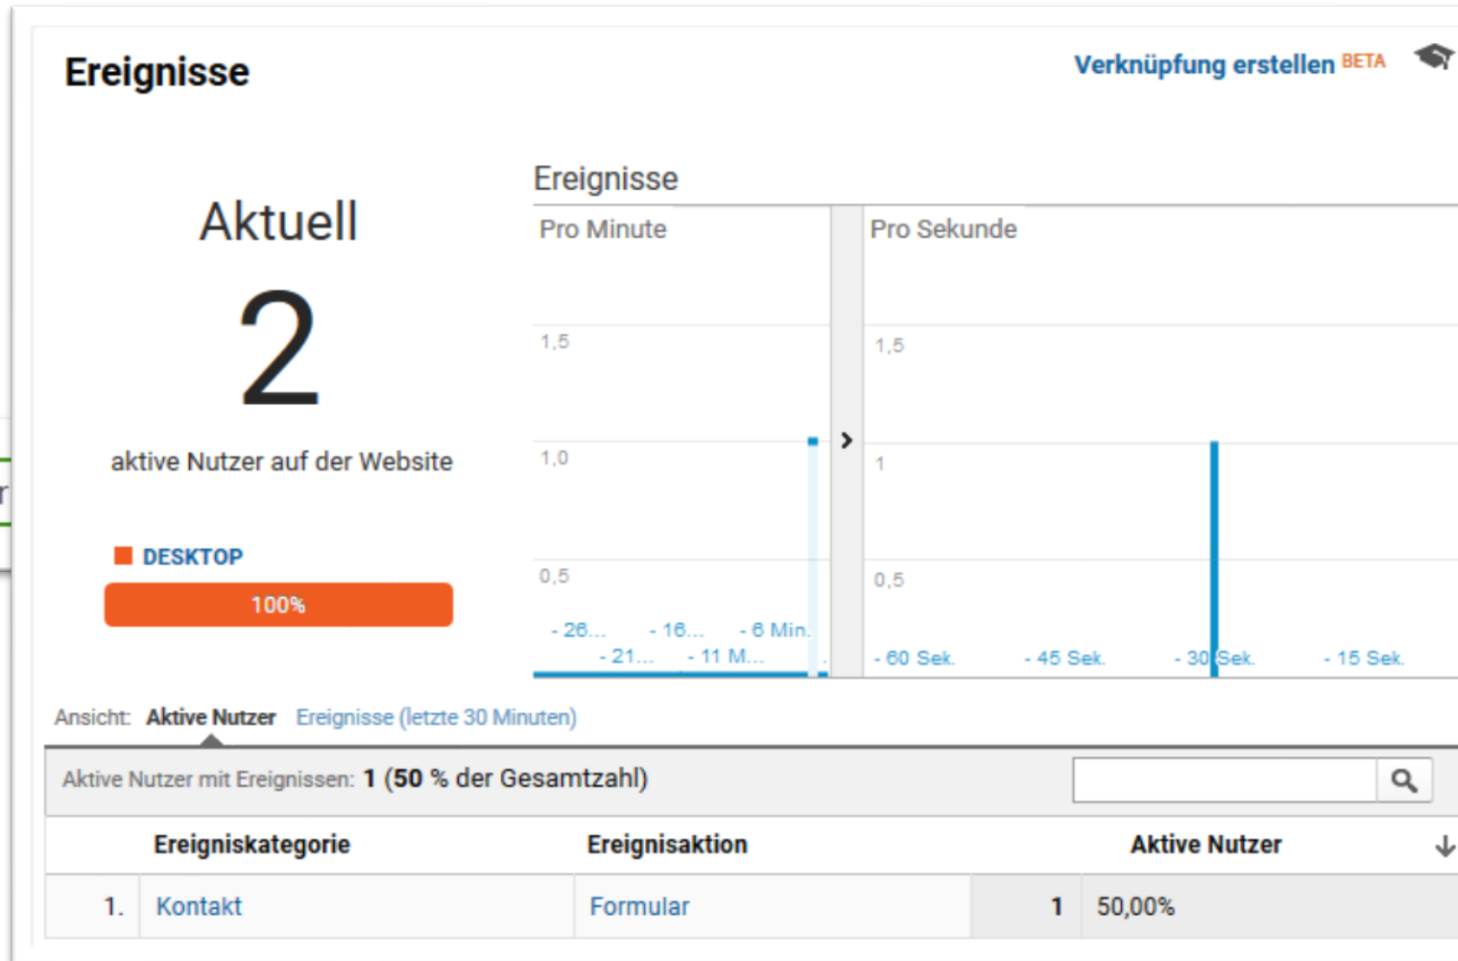 Ereignisse
Verknüpfung erstellen BETA
Aktuell
2
aktive Nutzer auf der Website
DESKTOP
100%
Ereignisse
Pro Minute
1,5
1,0
0,5
- 26... - 16... - 6 Min.
- 21... - 11 M... .
Pro Sekunde
1,5
1
0,5
- 60 Sek. - 45 Sek. - 30 Sek. - 15 Sek.
Ansicht: Aktive Nutzer Ereignisse (letzte 30 Minuten)
Aktive Nutzer mit Ereignissen: 1 (50 % der Gesamtzahl)
Ereigniskategorie Ereignisaktion Aktive Nutzer
1. Kontakt Formular 1 50,00%